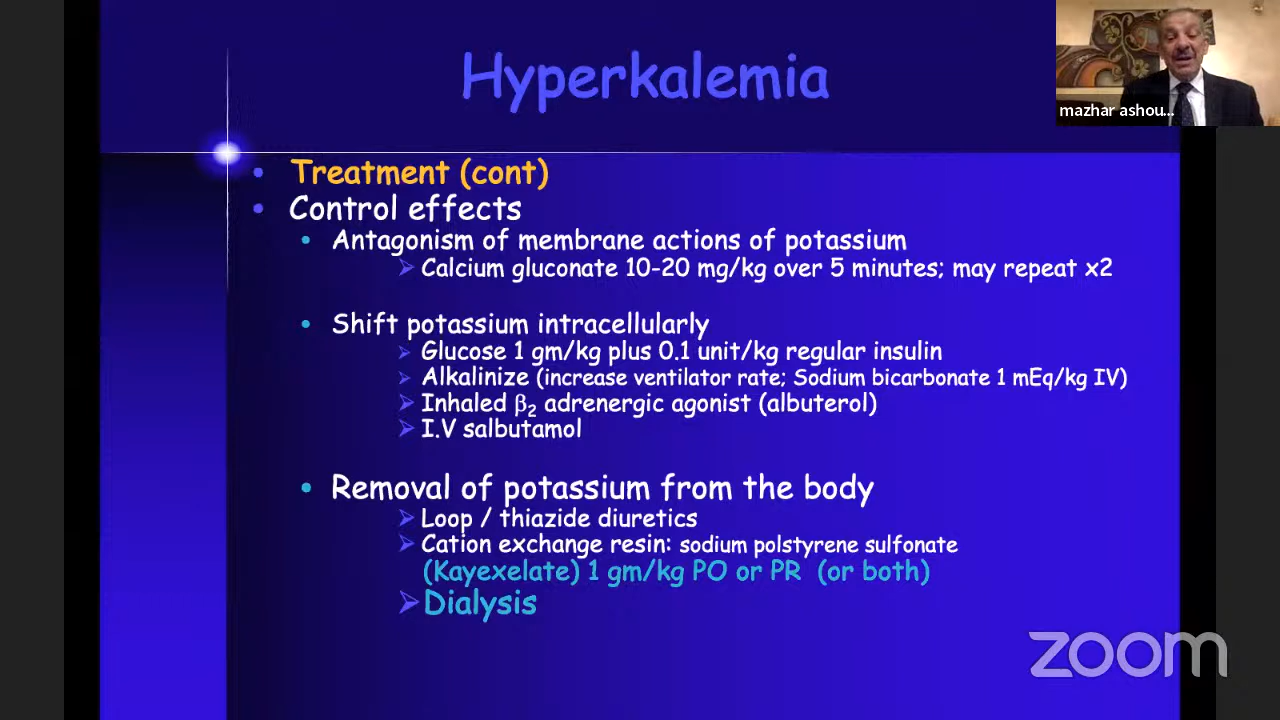 Hyperkalemia
mazhar ashou...
• Treatment (cont)
• Control effects
• Antagonism of membrane actions of potassium
➢ Calcium gluconate 10-20 mg/kg over 5 minutes; may repeat x2
• Shift potassium intracellularly
➢ Glucose 1 gm/kg plus 0.1 unit/kg regular insulin
➢ Alkalinize (increase ventilator rate; Sodium bicarbonate 1 mEq/kg IV)
➢ Inhaled β₂ adrenergic agonist (albuterol)
➢ I.V salbutamol
• Removal of potassium from the body
➢ Loop / thiazide diuretics
➢ Cation exchange resin: sodium polstyrene sulfonate
(Kayexelate) 1 gm/kg PO or PR (or both)
➢ Dialysis
zoom